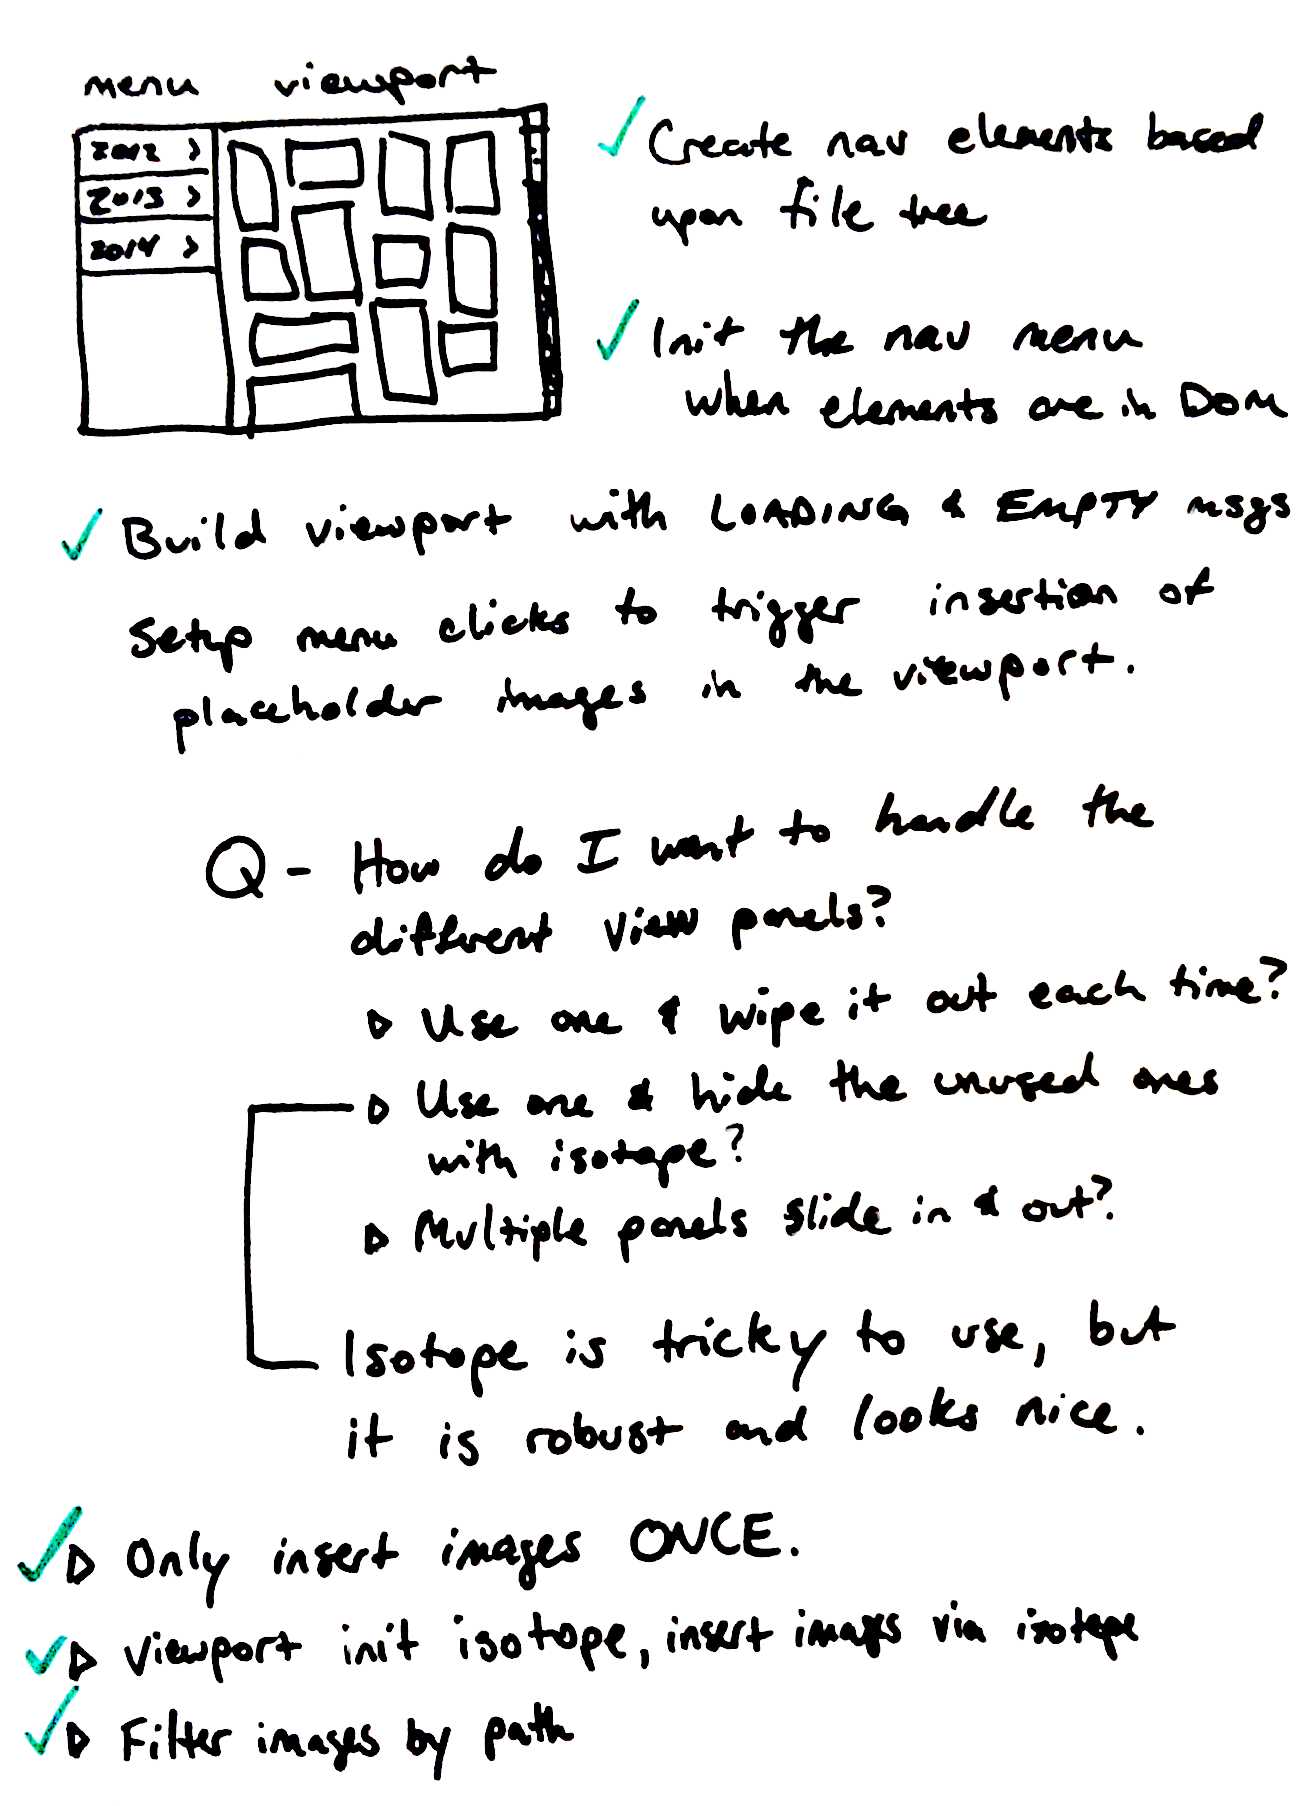 menu viewport
2012 >
2013 >
2014 >
Create nav elements based
upon file tree
Init the nav menu
when elements are in DOM
Build viewport with LOADING & EMPTY msgs
Setup menu clicks to trigger insertion of
placeholder images in the viewport.
Q - How do I want to handle the
different view panels?
Use one & wipe it out each time?
Use one & hide the unused ones
with isotope?
Multiple panels slide in & out?
Isotope is tricky to use, but
it is robust and looks nice.
Only insert images ONCE.
Viewport init isotope, insert images via isotope
Filter images by path